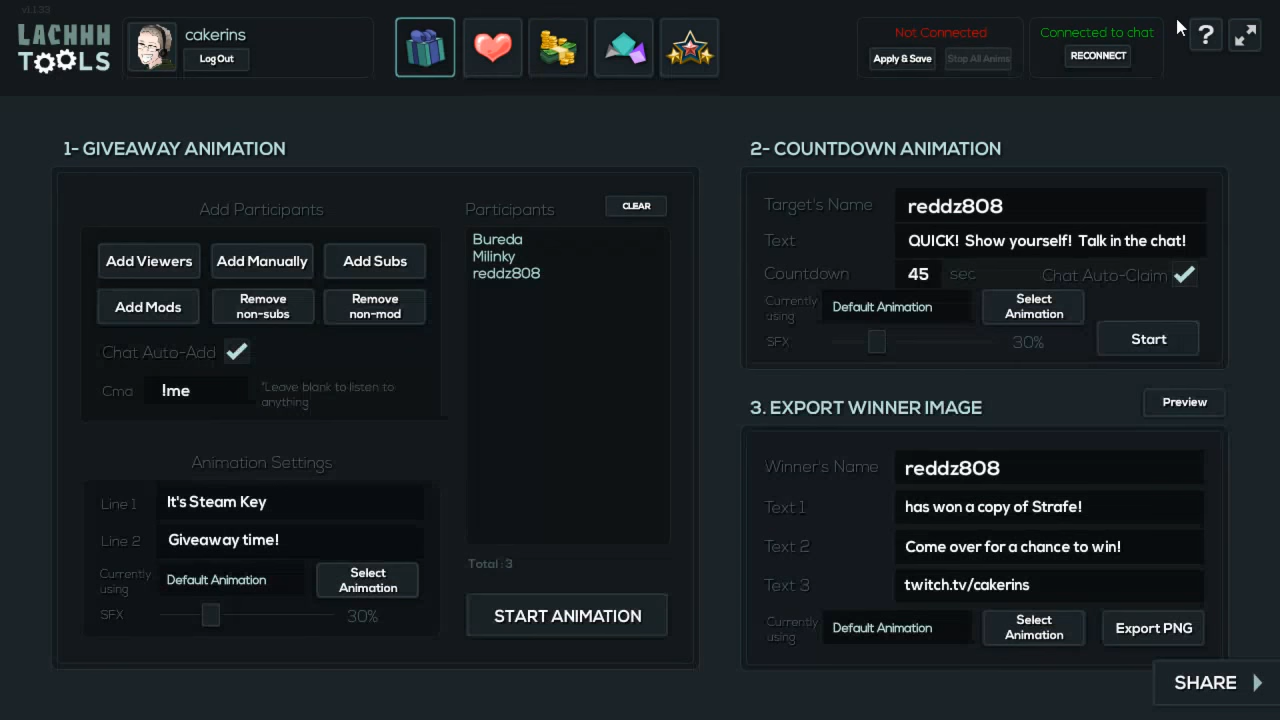 v1.1.33
LACHHH
TOOLS
cakerins
Log Out
Not Connected
Apply & Save
Stop All Anims
Connected to chat
RECONNECT
?
1- GIVEAWAY ANIMATION
Add Participants
Add Viewers
Add Manually
Add Subs
Add Mods
Remove
non-subs
Remove
non-mod
Chat Auto-Add
Cmd
!me
*Leave blank to listen to
anything
Animation Settings
Line 1
It's Steam Key
Line 2
Giveaway time!
Currently
using
Default Animation
Select
Animation
SFX
30%
Participants
CLEAR
Bureda
Milinky
reddz808
Total : 3
START ANIMATION
2- COUNTDOWN ANIMATION
Target's Name
reddz808
Text
QUICK! Show yourself! Talk in the chat!
Countdown
45
sec
Chat Auto-Claim
Currently
using
Default Animation
Select
Animation
SFX
30%
Start
3. EXPORT WINNER IMAGE
Preview
Winner's Name
reddz808
Text 1
has won a copy of Strafe!
Text 2
Come over for a chance to win!
Text 3
twitch.tv/cakerins
Currently
using
Default Animation
Select
Animation
Export PNG
SHARE